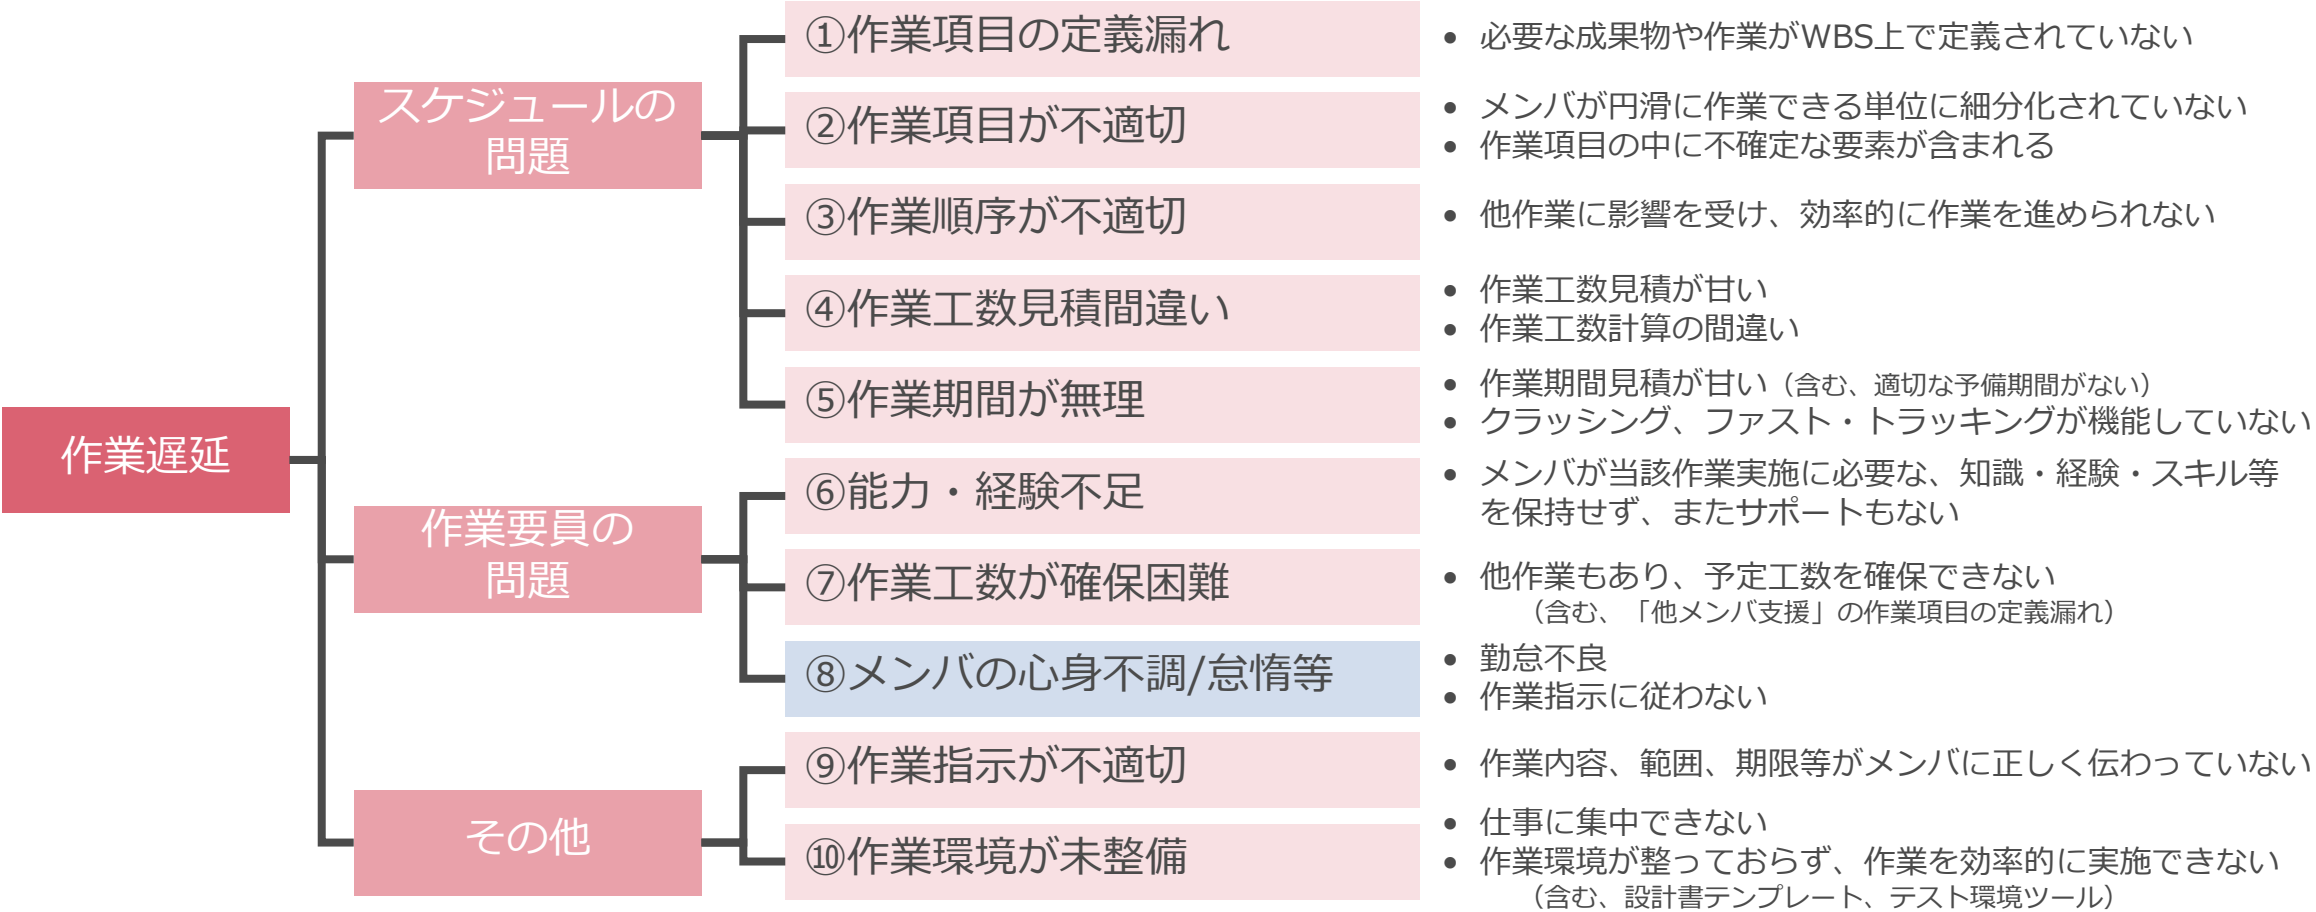 作業遅延
スケジュールの
問題
①作業項目の定義漏れ
・必要な成果物や作業がWBS上で定義されていない
②作業項目が不適切
・メンバが円滑に作業できる単位に細分化されていない
・作業項目の中に不確定な要素が含まれる
③作業順序が不適切
・他作業に影響を受け、効率的に作業を進められない
④作業工数見積間違い
・作業工数見積が甘い
・作業工数計算の間違い
⑤作業期間が無理
・作業期間見積が甘い（含む、適切な予備期間がない）
・クラッシング、ファスト・トラッキングが機能していない
作業要員の
問題
⑥能力・経験不足
・メンバが当該作業実施に必要な、知識・経験・スキル等
を保持せず、またサポートもない
⑦作業工数が確保困難
・他作業もあり、予定工数を確保できない
（含む、「他メンバ支援」の作業項目の定義漏れ）
⑧メンバの心身不調/怠惰等
・勤怠不良
・作業指示に従わない
その他
⑨作業指示が不適切
・作業内容、範囲、期限等がメンバに正しく伝わっていない
⑩作業環境が未整備
・仕事に集中できない
・作業環境が整っておらず、作業を効率的に実施できない
（含む、設計書テンプレート、テスト環境ツール）